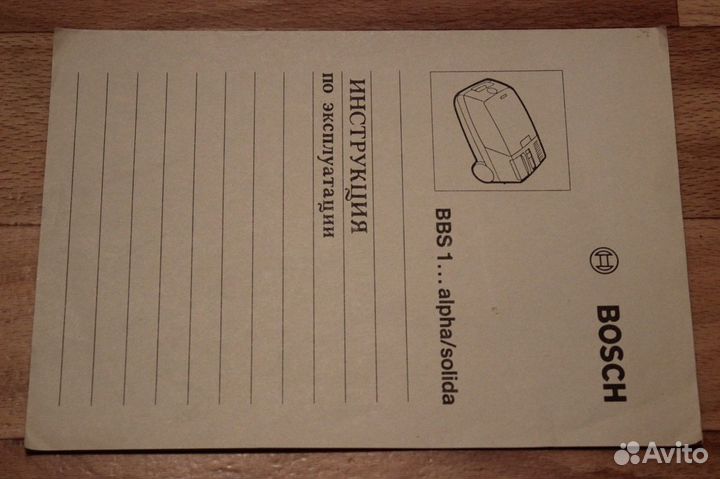 BOSCH
BBS 1... alpha/solida
ИНСТРУКЦИЯ
по эксплуатации
Avito